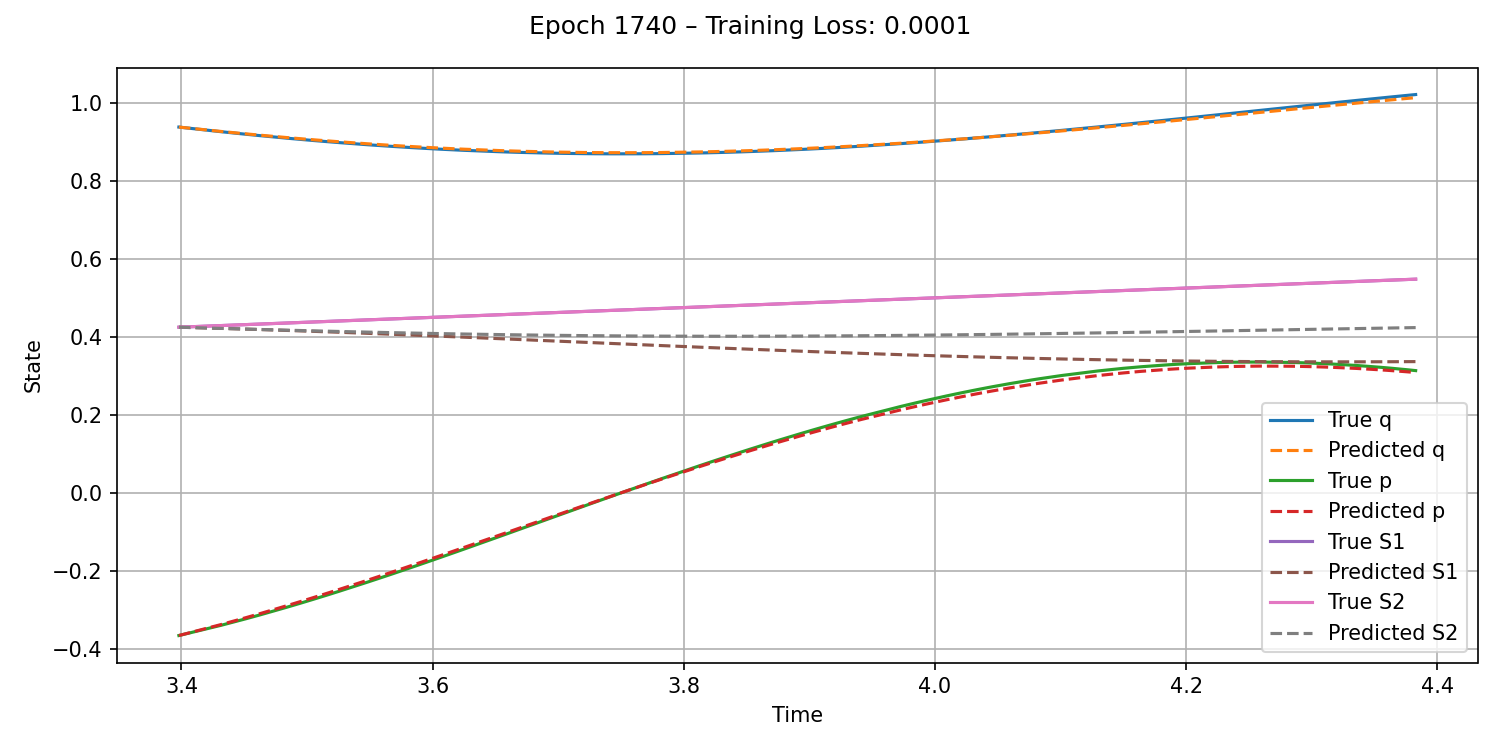 Epoch 1740 – Training Loss: 0.0001
1.0
0.8
0.6
0.4
0.2
0.0
−0.2
−0.4
State
True q
Predicted q
True p
Predicted p
True S1
Predicted S1
True S2
Predicted S2
3.4 3.6 3.8 4.0 4.2 4.4
Time